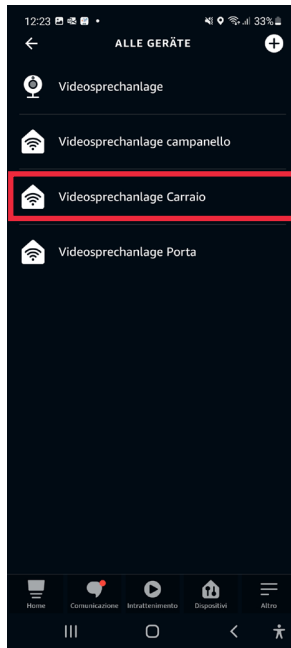 12:23 33%
ALLE GERÄTE
Videosprechanlage
Videosprechanlage campanello
Videosprechanlage Carraio
Videosprechanlage Porta
Home Comunicazione Intrattenimento Dispositivi Altro